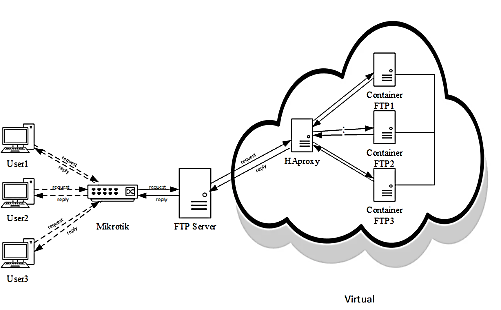 Container
FTP1
request
reply
User1
request
reply
HAproxy
Container
FTP2
request
reply
request
reply
User2
Mikrotik
FTP Server
Container
FTP3
request
reply
User3
Virtual